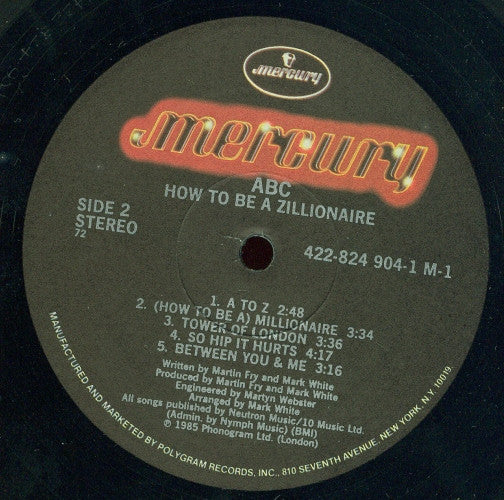 mercury
mercury
ABC
HOW TO BE A ZILLIONAIRE
SIDE 2
STEREO
72
422-824 904-1 M-1
1. A TO Z 2:48
2. (HOW TO BE A) MILLIONAIRE 3:34
3. TOWER OF LONDON 3:36
4. SO HIP IT HURTS 4:17
5. BETWEEN YOU & ME 3:16
Written by Martin Fry and Mark White
Produced by Martin Fry and Mark White
Engineered by Martyn Webster
Arranged by Mark White
All songs published by Neutron Music/10 Music Ltd.
(Admin. by Nymph Music) (BMI)
℗ 1985 Phonogram Ltd. (London)
MANUFACTURED AND MARKETED BY POLYGRAM RECORDS, INC., 810 SEVENTH AVENUE, NEW YORK, N.Y. 10019